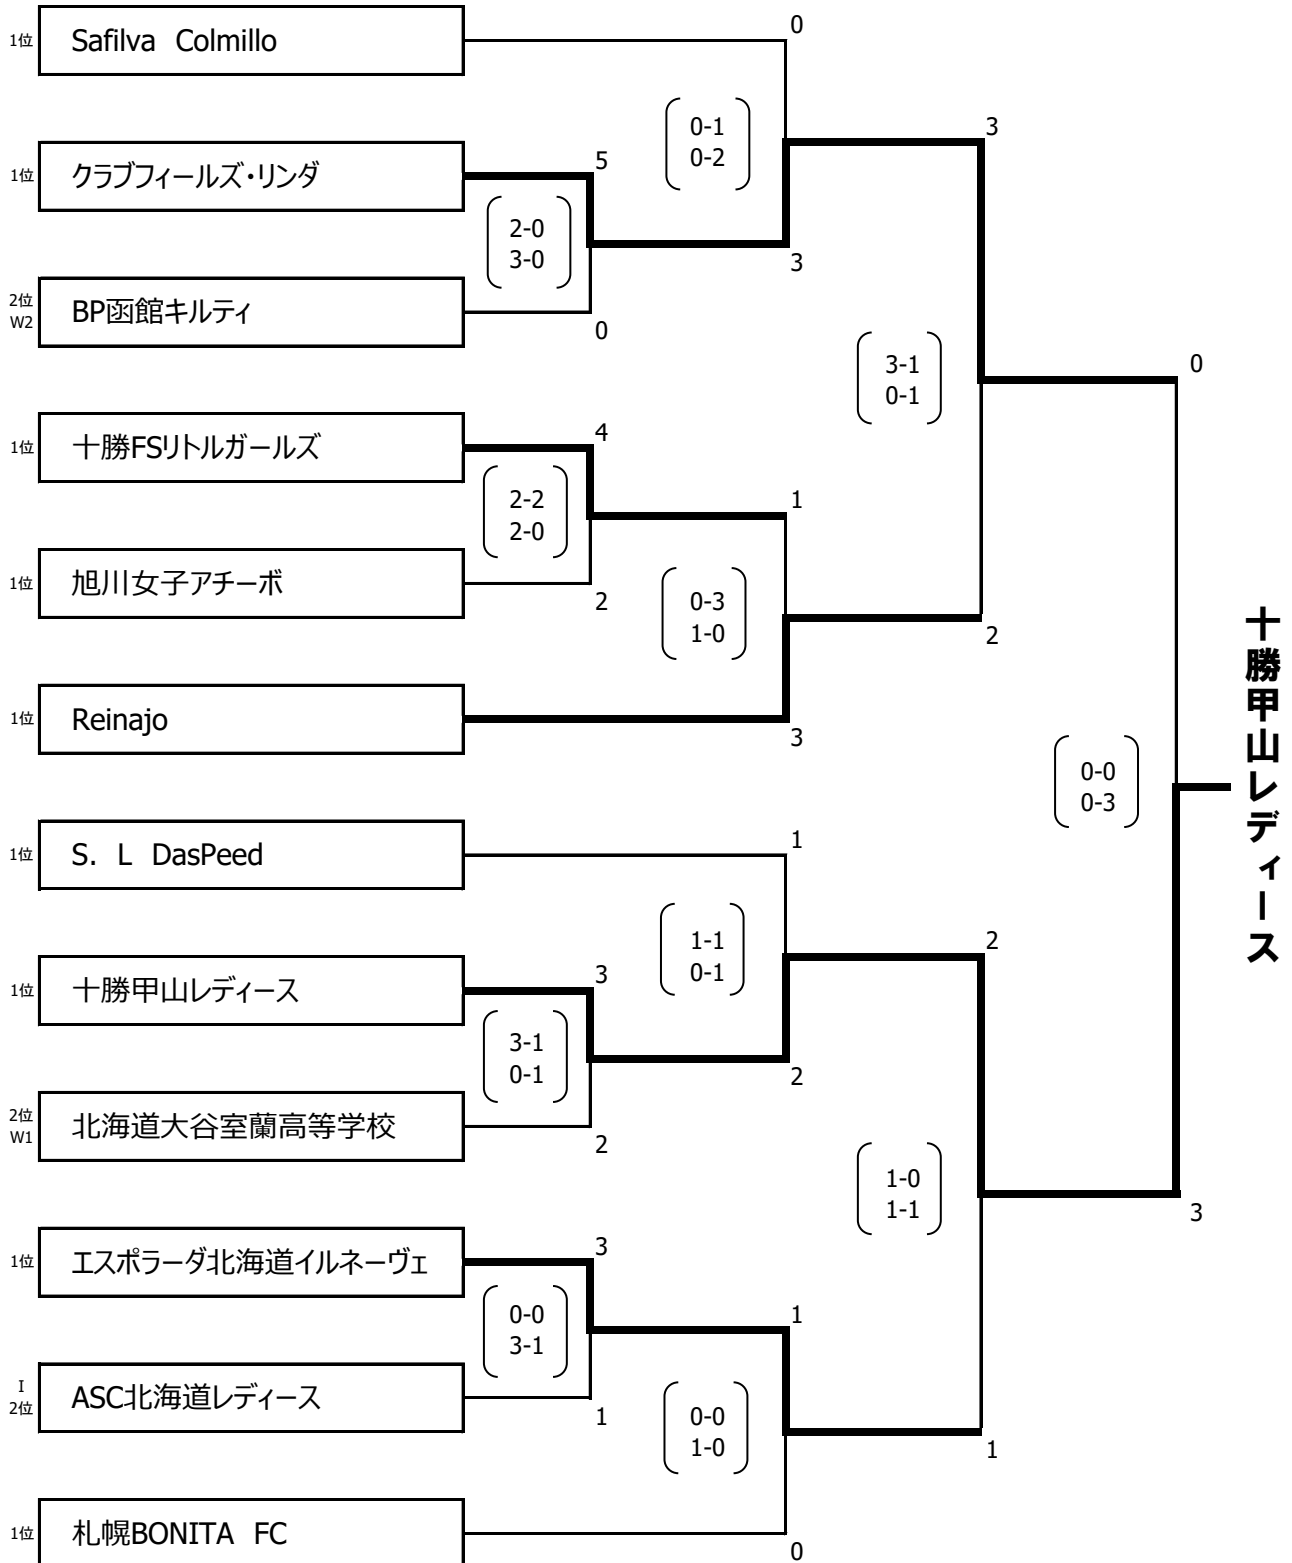 1位 Safilva Colmillo
0
0-1
0-2
3
1位 クラブフィールズ・リンダ
5
2-0
3-0
3
2位
W2
BP函館キルティ
0
3-1
0-1
0
1位 十勝FSリトルガールズ
4
2-2
2-0
1
1位 旭川女子アチーボ
2
0-3
1-0
2
1位 Reinajo
3
0-0
0-3
十勝甲山レディース
1位 S. L DasPeed
1
1-1
0-1
2
1位 十勝甲山レディース
3
3-1
0-1
2
2位
W1
北海道大谷室蘭高等学校
2
1-0
1-1
3
1位 エスポラーダ北海道イルネーヴェ
3
0-0
3-1
1
I
2位
ASC北海道レディース
1
0-0
1-0
1
1位 札幌BONITA FC
0